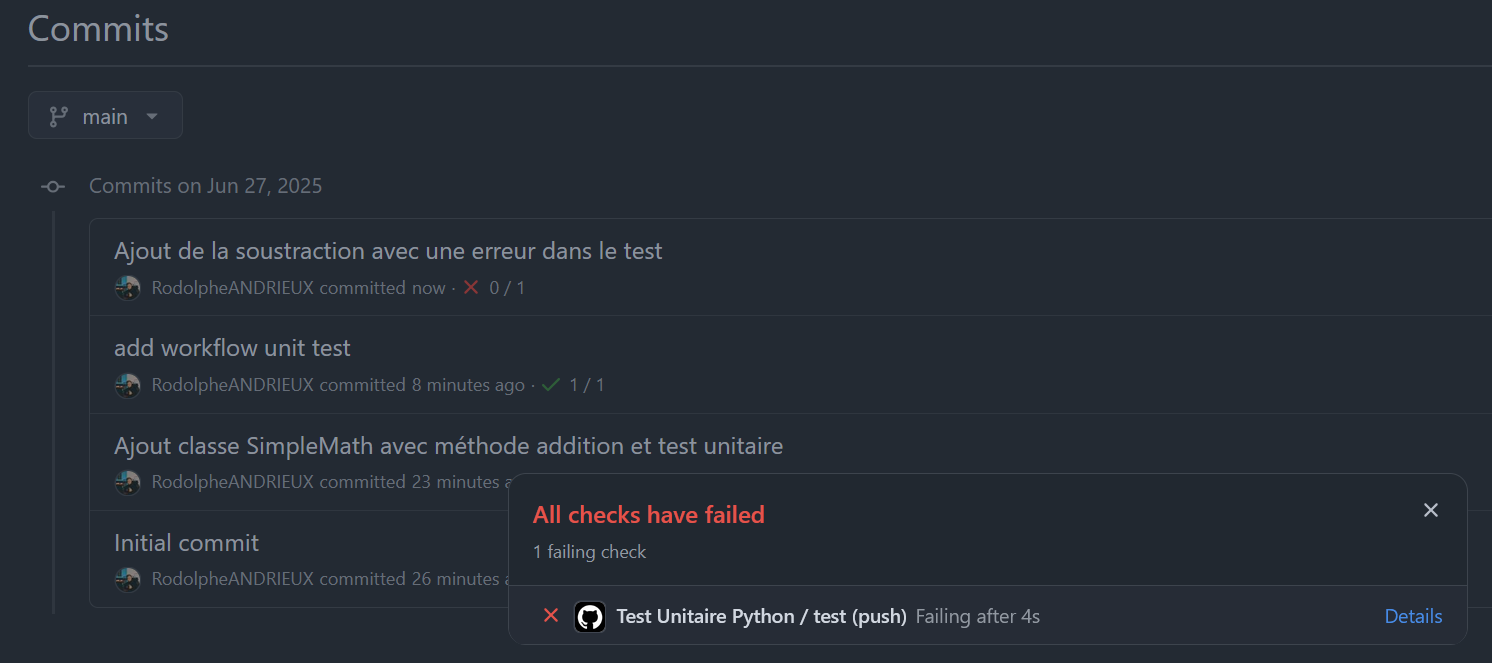 Commits
main
Commits on Jun 27, 2025
Ajout de la soustraction avec une erreur dans le test
RodolpheANDRIEUX committed now · 0 / 1
add workflow unit test
RodolpheANDRIEUX committed 8 minutes ago · 1 / 1
Ajout classe SimpleMath avec méthode addition et test unitaire
RodolpheANDRIEUX committed 23 minutes
Initial commit
RodolpheANDRIEUX committed 26 minutes
All checks have failed
1 failing check
Test Unitaire Python / test (push) Failing after 4s Details